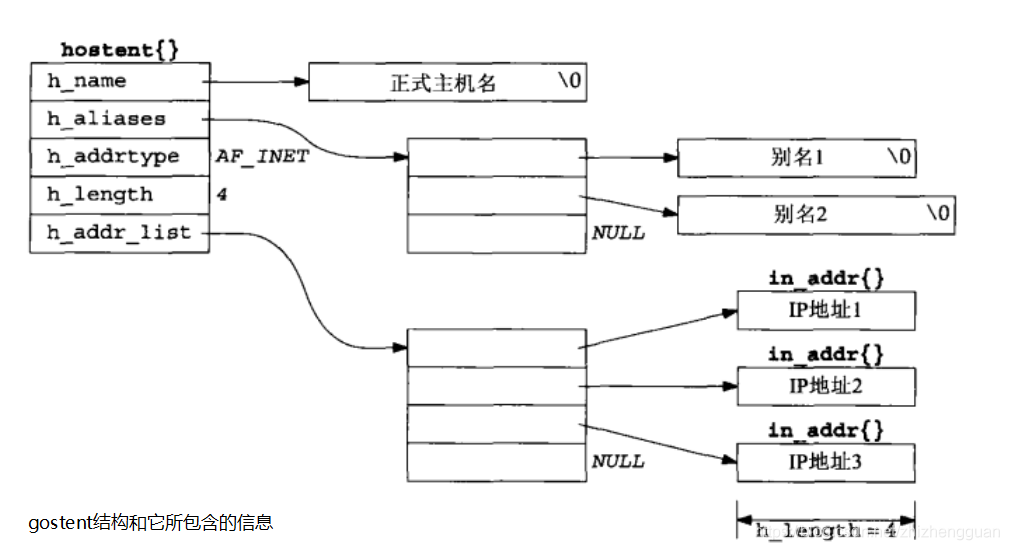 hostent{}
h_name
正式主机名 \0
h_aliases
h_addrtype AF_INET
别名1 \0
h_length 4
别名2 \0
h_addr_list
NULL
in_addr{}
IP地址1
in_addr{}
IP地址2
in_addr{}
NULL
IP地址3
gostent结构和它所包含的信息
h_length 4